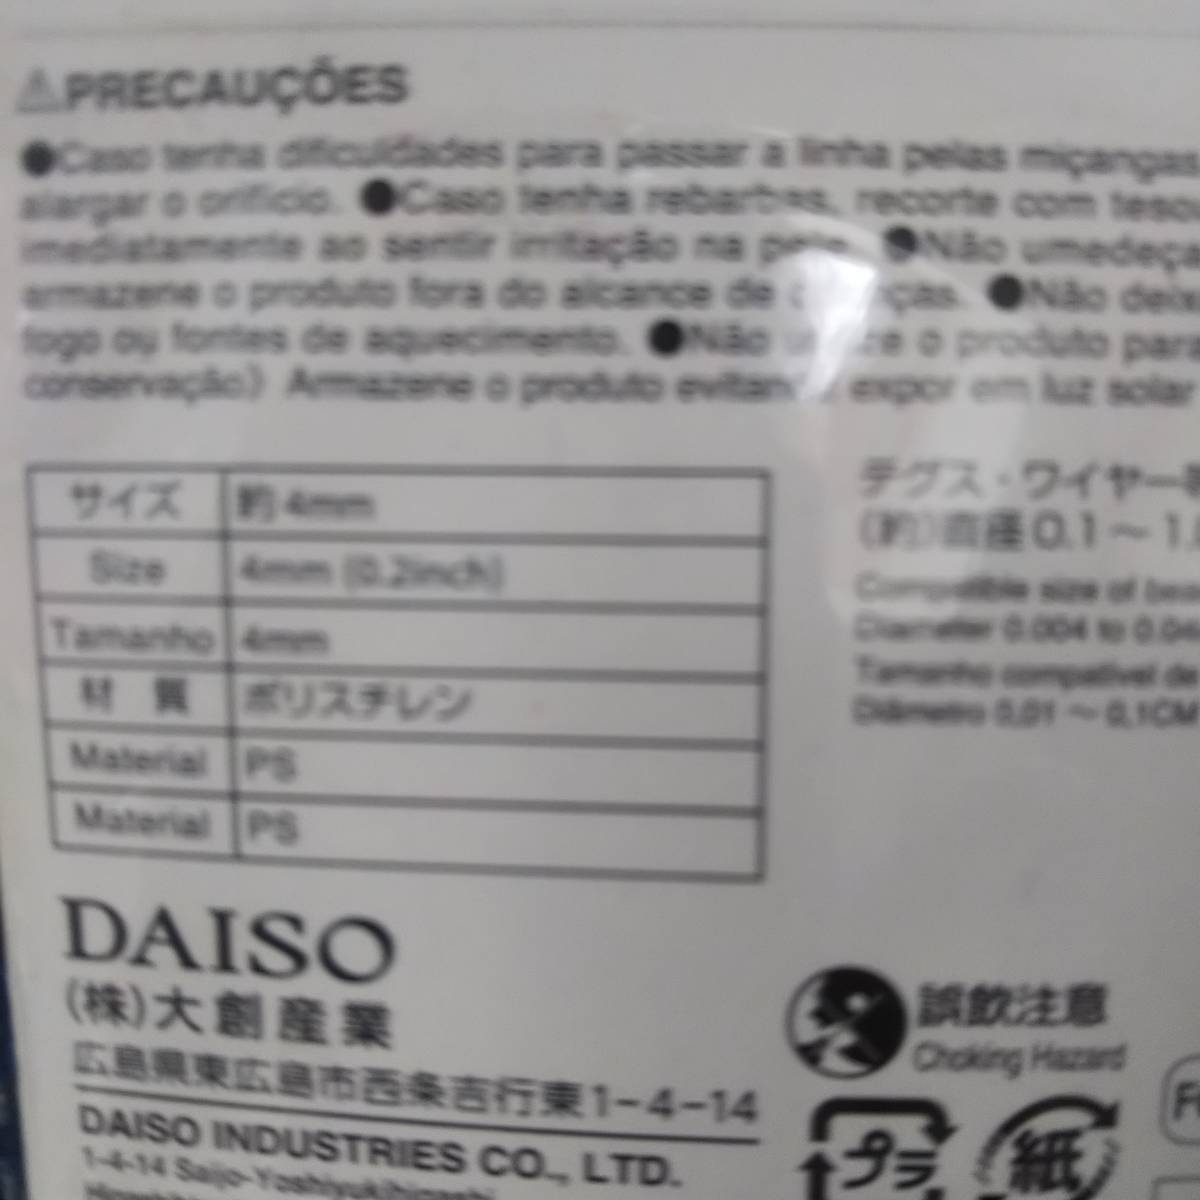 ⚠PRECAUÇÕES
●Caso tenha dificuldades para passar a linha pelas miçangas
alargar o orifício. ●Caso tenha rebarbas, recorte com
imediatamente ao sentir irritação na pele. ●Não umedeça
armazene o produto fora do alcance de crianças. ●Não
fogo ou fontes de aquecimento. ●Não utilize o produto para
conservação) Armazene o produto evitando expor em luz solar
サイズ 約4mm
Size 4mm (0.2inch)
Tamanho 4mm
材 質 ポリスチレン
Material PS
Material PS
テグス・ワイヤー
(約)直径0.1～1.
Compatible size of
Diameter 0.004 to 0.04
Tamanho compatível de
Diâmetro 0,01～0,1CM
DAISO
(株)大創産業
広島県東広島市西条吉行東1-4-14
DAISO INDUSTRIES CO., LTD.
1-4-14 Saijo-Yoshiyukihigashi
誤飲注意
Choking Hazard
プラ
紙